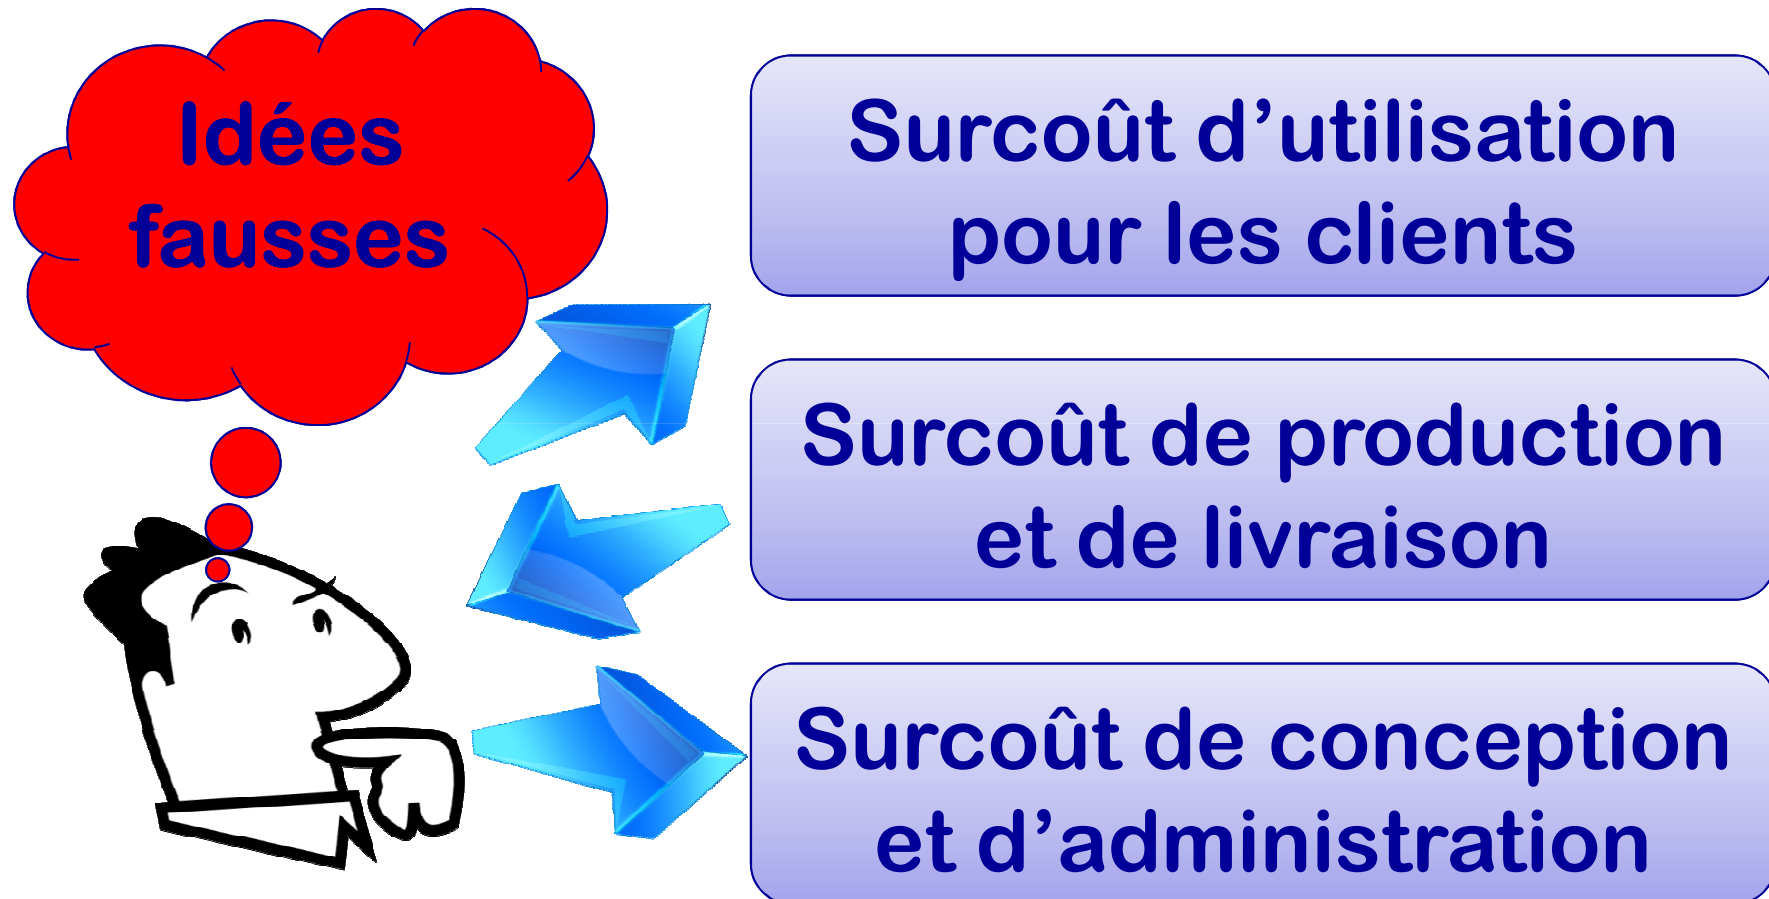 Idées
fausses
Surcoût d’utilisation
pour les clients
Surcoût de production
et de livraison
Surcoût de conception
et d’administration